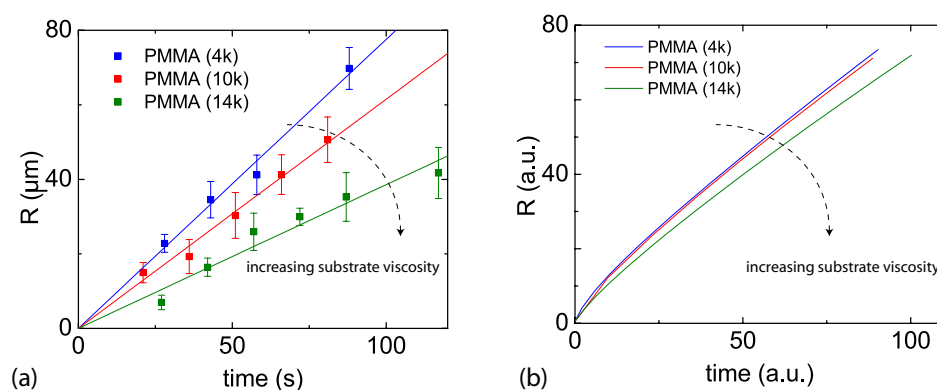 80
40
0
0
50
100
R (μm)
time (s)
PMMA (4k)
PMMA (10k)
PMMA (14k)
increasing substrate viscosity
(a)
80
40
0
0
50
100
R (a.u.)
time (a.u.)
PMMA (4k)
PMMA (10k)
PMMA (14k)
increasing substrate viscosity
(b)